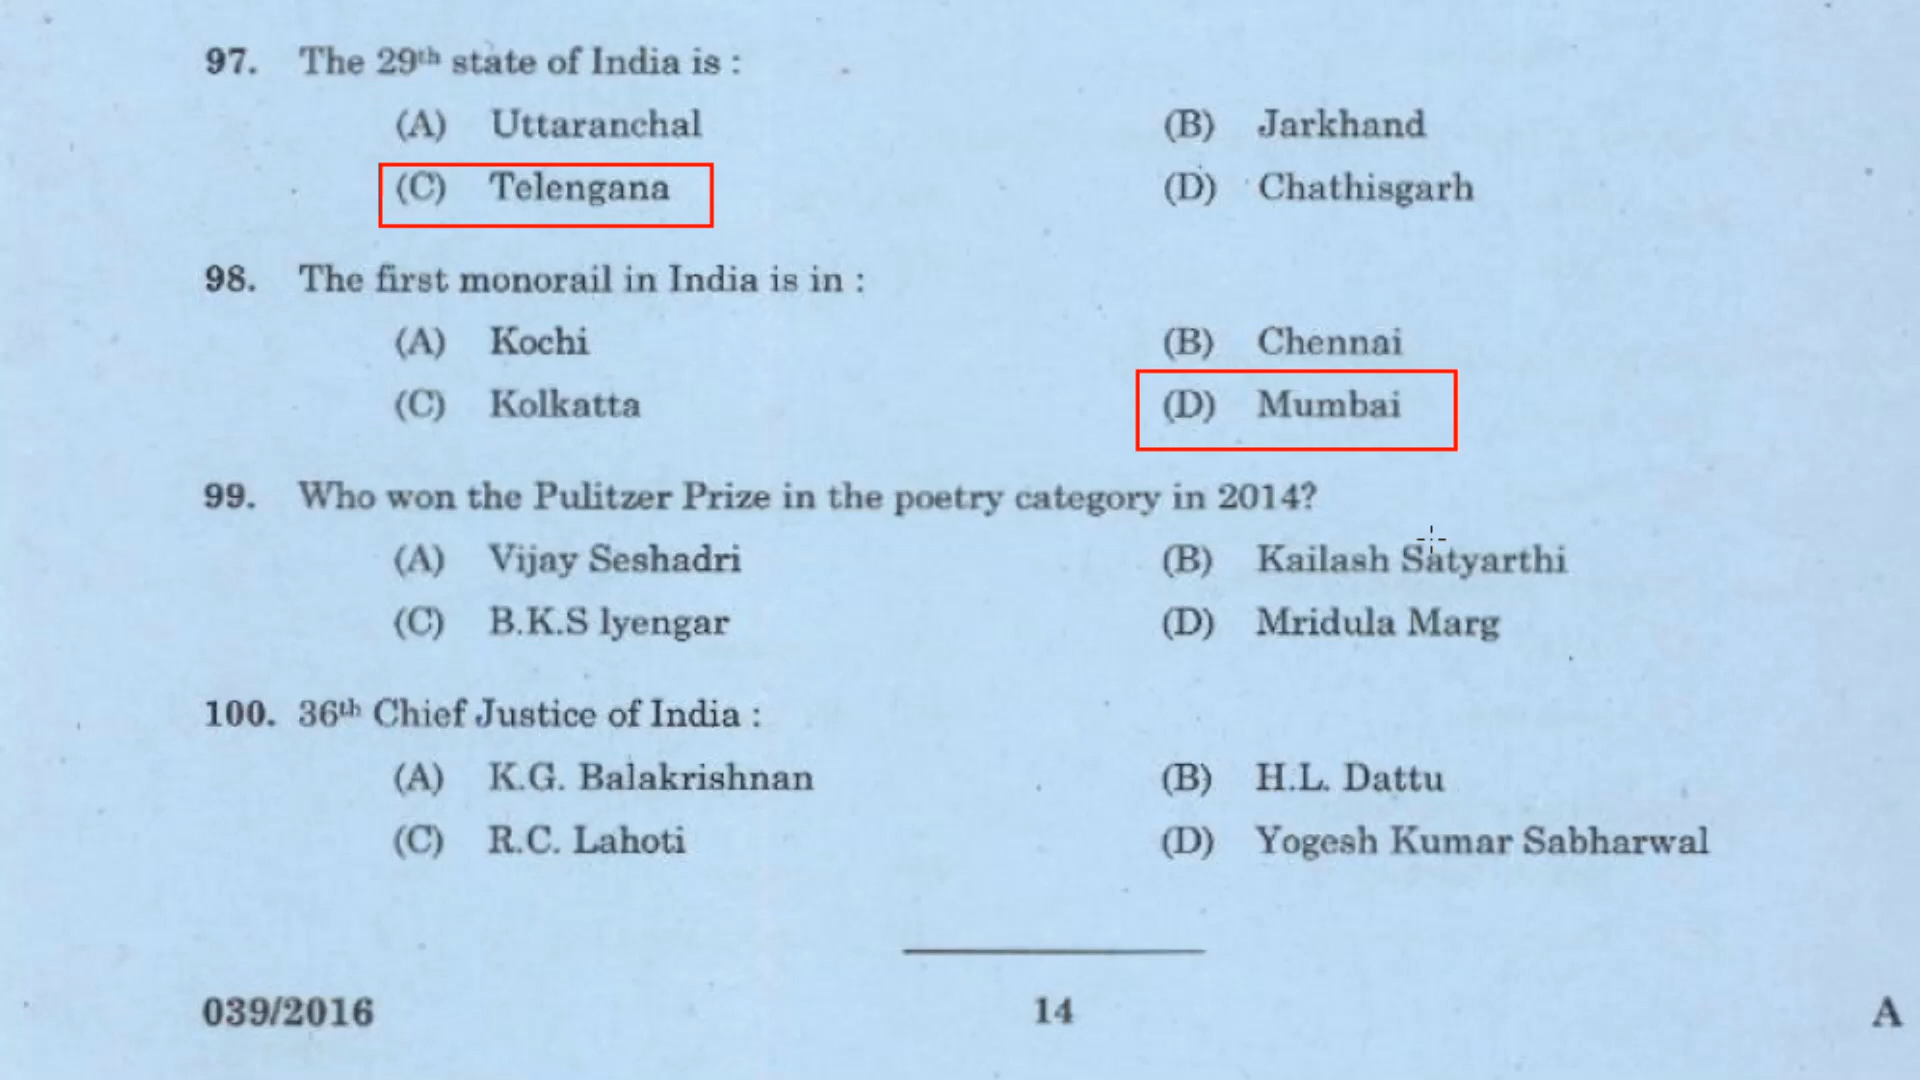 97. The 29th state of India is :
(A) Uttaranchal (B) Jarkhand
(C) Telengana (D) Chathisgarh
98. The first monorail in India is in :
(A) Kochi (B) Chennai
(C) Kolkatta (D) Mumbai
99. Who won the Pulitzer Prize in the poetry category in 2014?
(A) Vijay Seshadri (B) Kailash Satyarthi
(C) B.K.S lyengar (D) Mridula Marg
100. 36th Chief Justice of India :
(A) K.G. Balakrishnan (B) H.L. Dattu
(C) R.C. Lahoti (D) Yogesh Kumar Sabharwal
039/2016 14 A